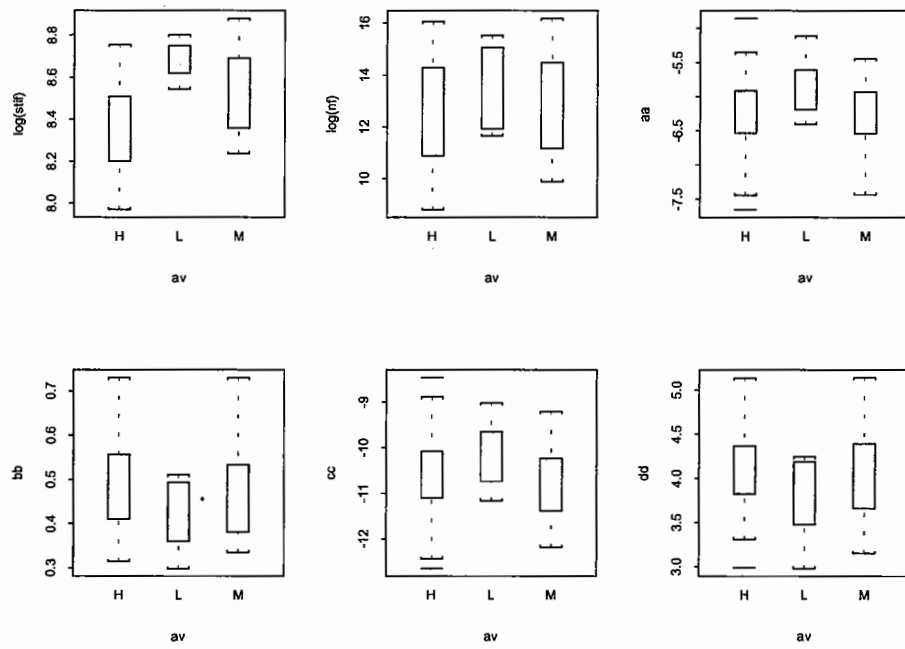 log(stif)
8.8
8.6
8.4
8.2
8.0
H L M
av
log(nf)
16
14
12
10
H L M
av
aa
-5.5
-6.5
-7.5
H L M
av
bb
0.7
0.6
0.5
0.4
0.3
H L M
av
cc
-9
-10
-11
-12
H L M
av
dd
5.0
4.5
4.0
3.5
3.0
H L M
av